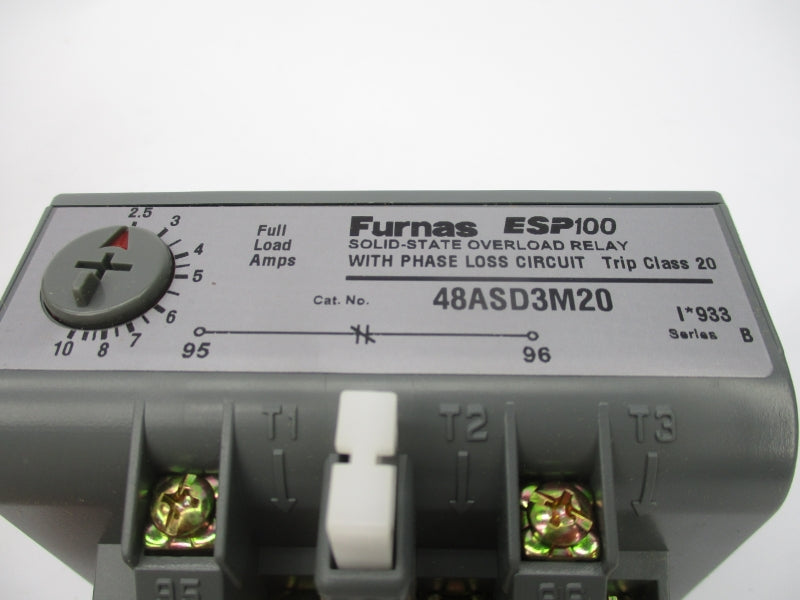 2.5
3
4
5
6
7
8
10
Full
Load
Amps
Furnas ESP100
SOLID-STATE OVERLOAD RELAY
WITH PHASE LOSS CIRCUIT Trip Class 20
Cat. No. 48ASD3M20
I*933
Series B
95
96
T1
T2
T3
95